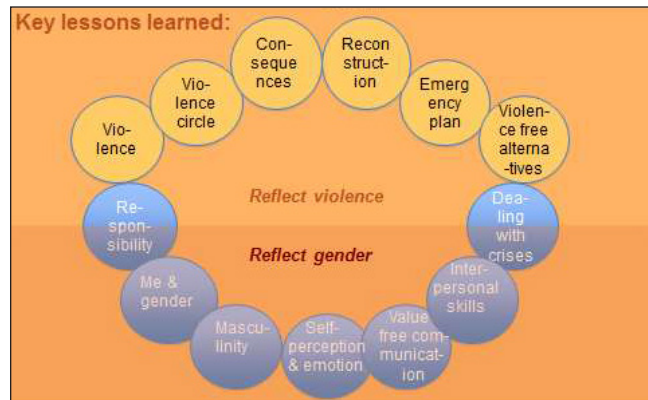 Key lessons learned:
Con-
seque
nces
Recon
struct-
ion
Vio-
lence
circle
Emerg
ency
plan
Vio-
lence
Violen-
ce free
alterna
-tives
Reflect violence
Re-
spon-
sibility
Dea-
ling
with
crises
Reflect gender
Me &
gender
Inter-
personal
skills
Mascu-
linity
Self-
perception
& emotion
Value
free com-
municat-
ion